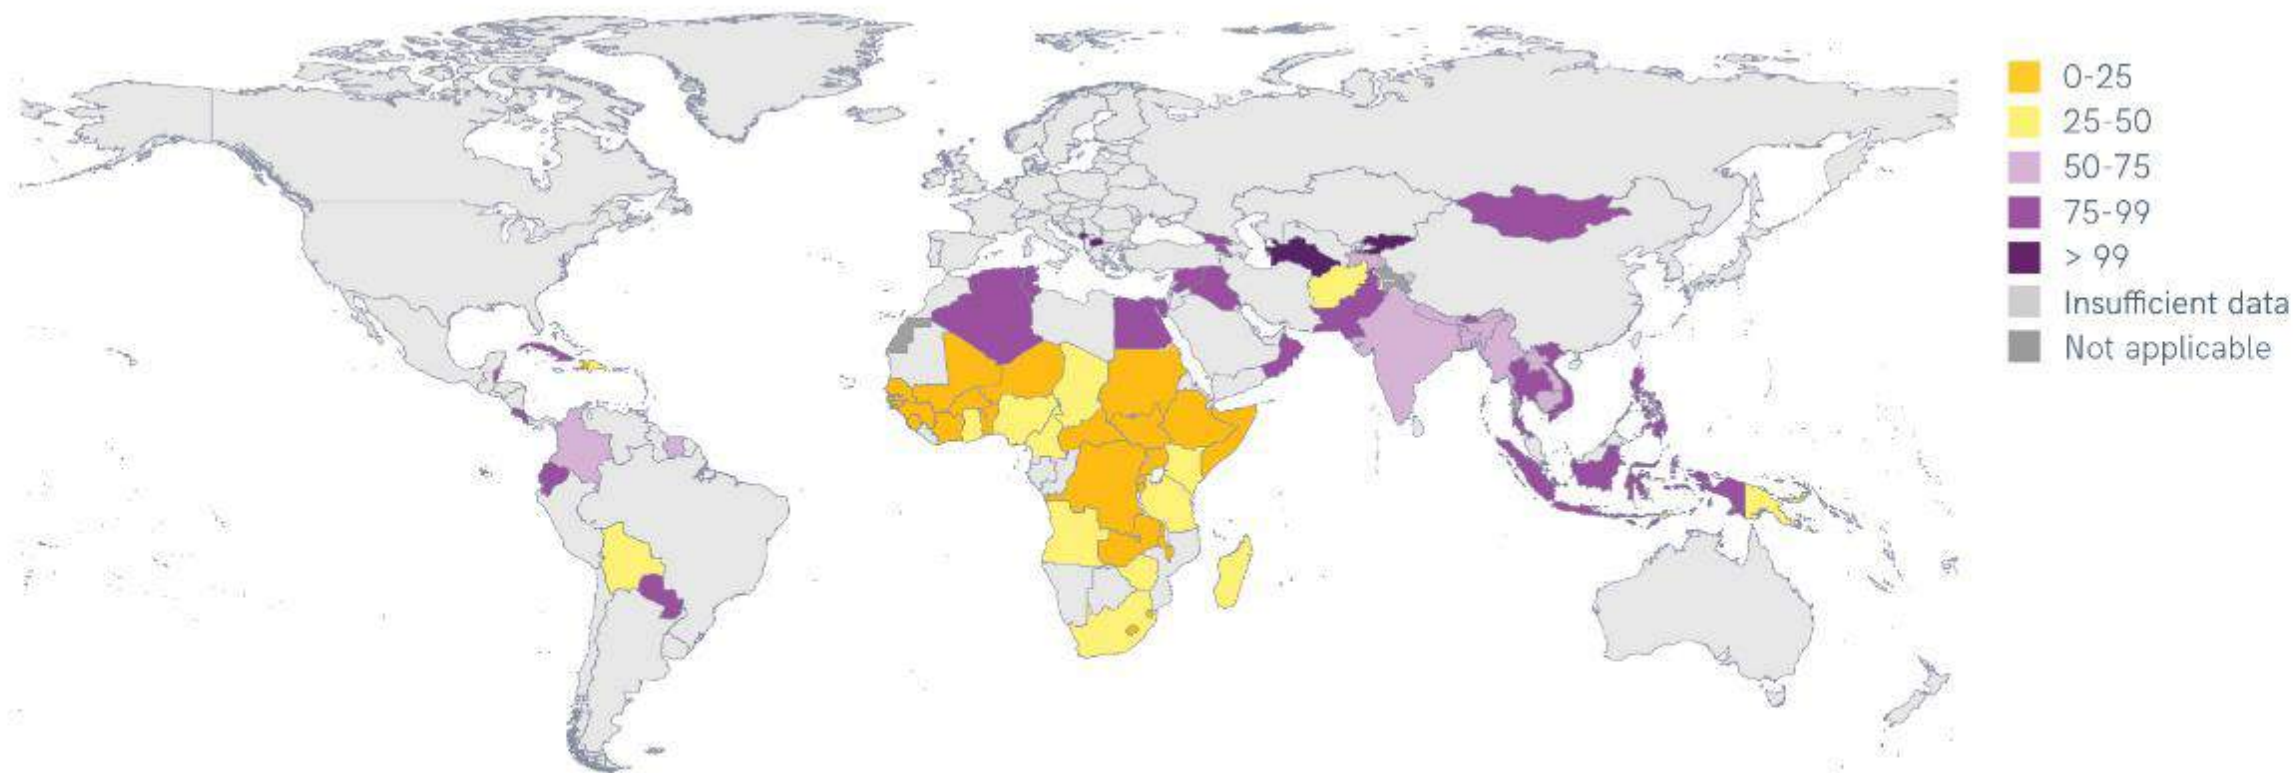 0-25
25-50
50-75
75-99
> 99
Insufficient data
Not applicable